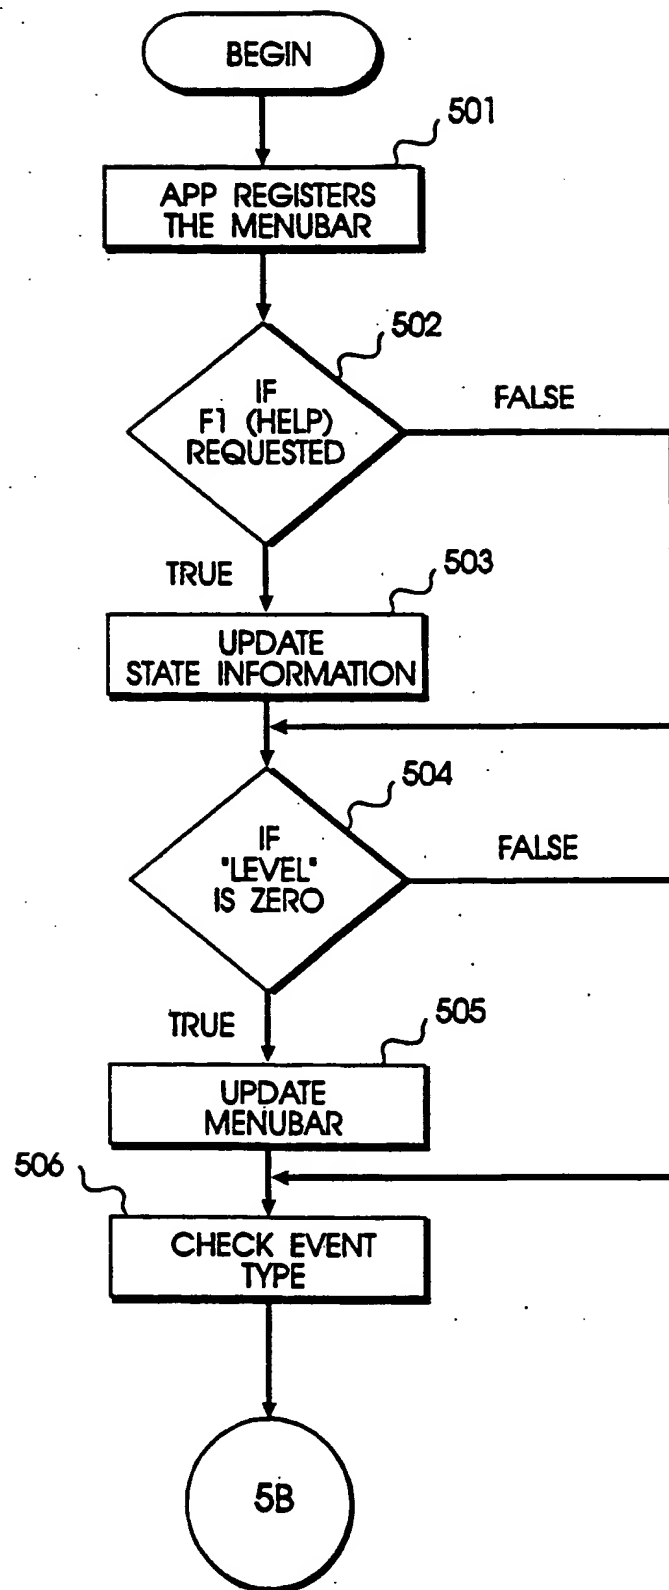 BEGIN
501
APP REGISTERS
THE MENUBAR
502
IF
F1 (HELP)
REQUESTED
FALSE
TRUE
503
UPDATE
STATE INFORMATION
504
IF
"LEVEL"
IS ZERO
FALSE
TRUE
505
UPDATE
MENUBAR
506
CHECK EVENT
TYPE
5B